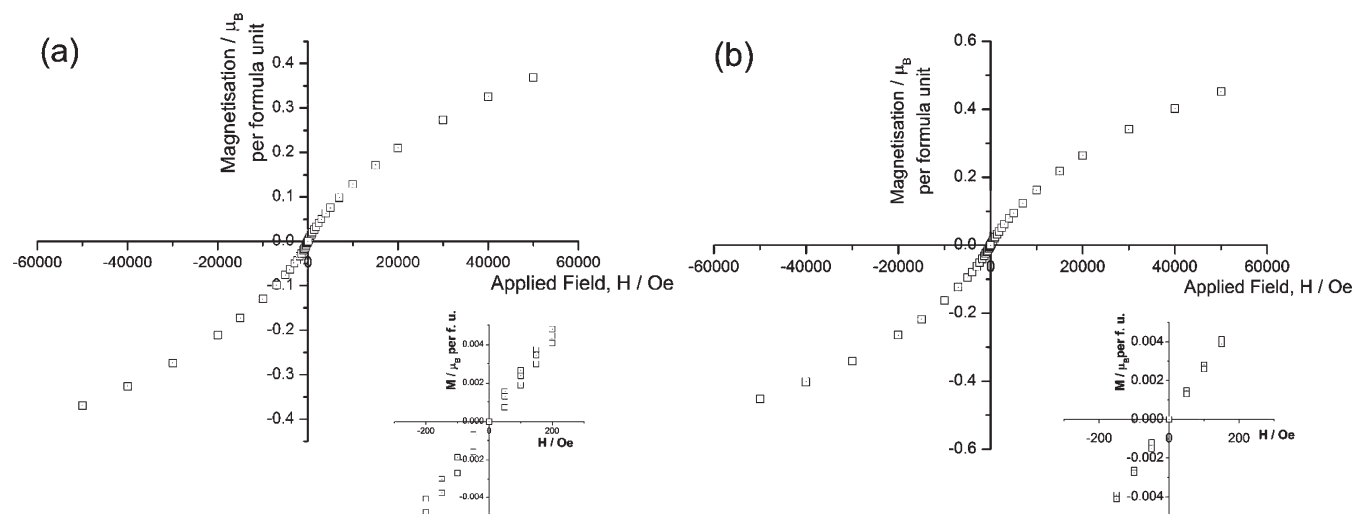 (a)
Magnetisation / μB
per formula unit
0.4
0.3
0.2
0.1
0.0
-60000 -40000 -20000 0 20000 40000 60000
Applied Field, H / Oe
-0.1
-0.2
-0.3
-0.4
M / μB per f. u.
0.004
0.002
0.000
-200 0 200
H / Oe
-0.002
-0.004
(b)
Magnetisation / μB
per formula unit
0.6
0.4
0.2
0.0
-60000 -40000 -20000 0 20000 40000 60000
Applied Field, H / Oe
-0.2
-0.4
-0.6
M / μB per f. u.
0.004
0.002
0.000
-200 0 200
H / Oe
-0.002
-0.004